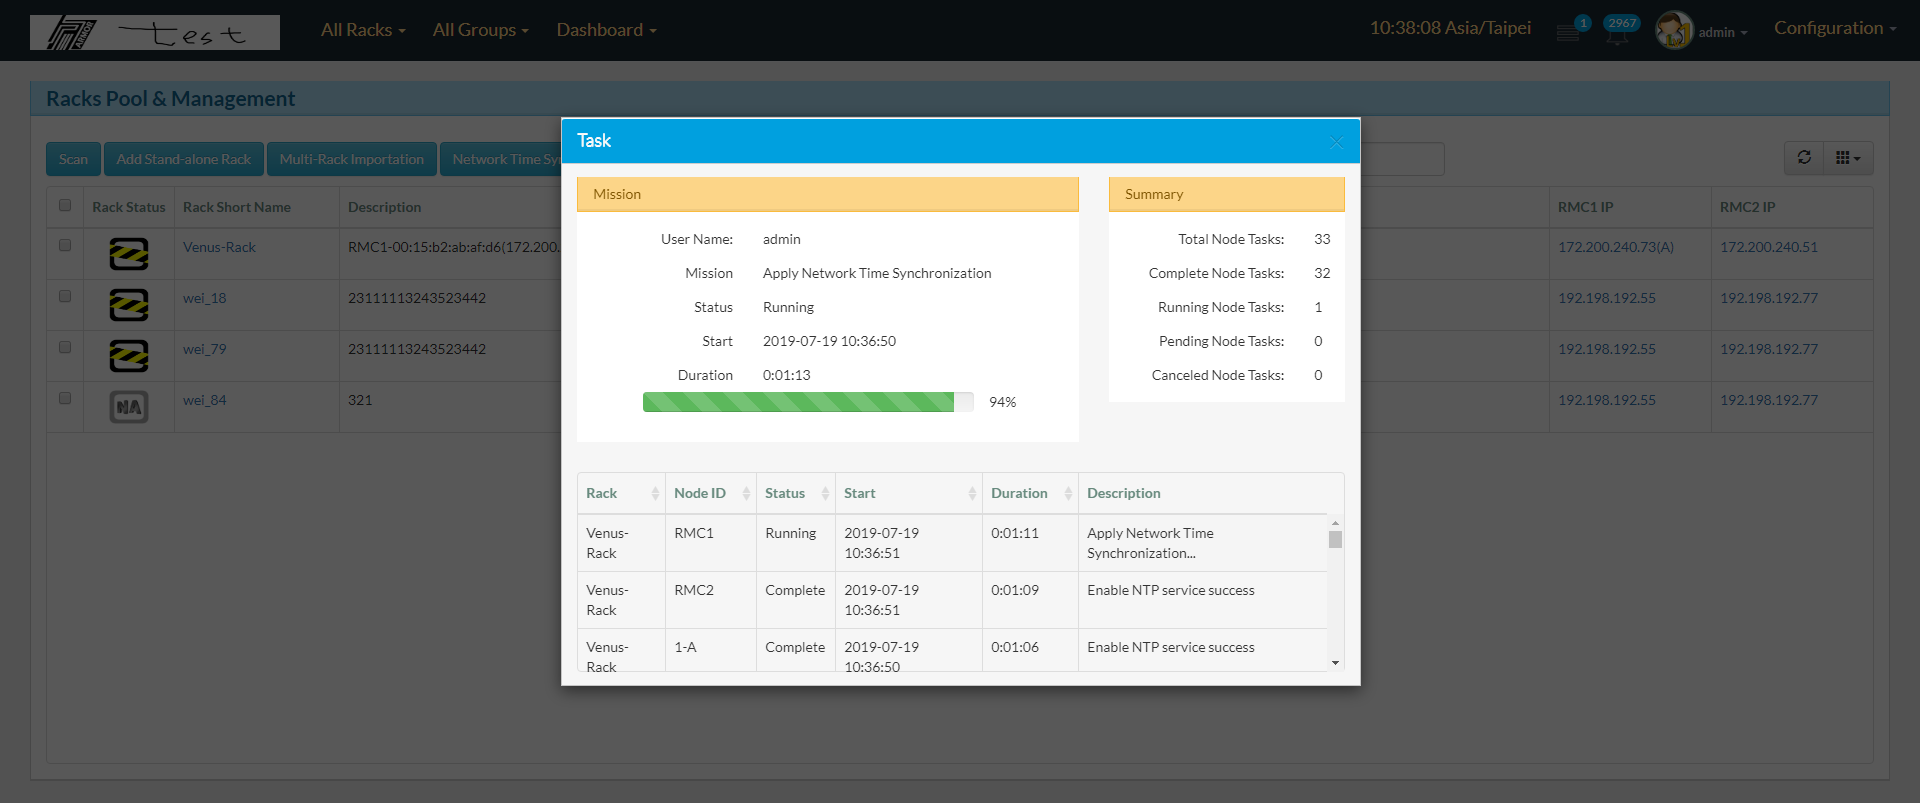 ARMOR test All Racks All Groups Dashboard 10:38:08 Asia/Taipei 1 2967 admin Configuration
Racks Pool & Management
Scan Add Stand-alone Rack Multi-Rack Importation Network Time Sy
Rack Status Rack Short Name Description RMC1 IP RMC2 IP
Venus-Rack RMC1-00:15:b2:ab:af:d6(172.200. 172.200.240.73(A) 172.200.240.51
wei_18 23111113243523442 192.198.192.55 192.198.192.77
wei_79 23111113243523442 192.198.192.55 192.198.192.77
NA wei_84 321 192.198.192.55 192.198.192.77
Task
Mission
User Name: admin
Mission Apply Network Time Synchronization
Status Running
Start 2019-07-19 10:36:50
Duration 0:01:13
94%
Summary
Total Node Tasks: 33
Complete Node Tasks: 32
Running Node Tasks: 1
Pending Node Tasks: 0
Canceled Node Tasks: 0
Rack Node ID Status Start Duration Description
Venus- RMC1 Running 2019-07-19 0:01:11 Apply Network Time
Rack 10:36:51 Synchronization...
Venus- RMC2 Complete 2019-07-19 0:01:09 Enable NTP service success
Rack 10:36:51
Venus- 1-A Complete 2019-07-19 0:01:06 Enable NTP service success
Rack 10:36:50